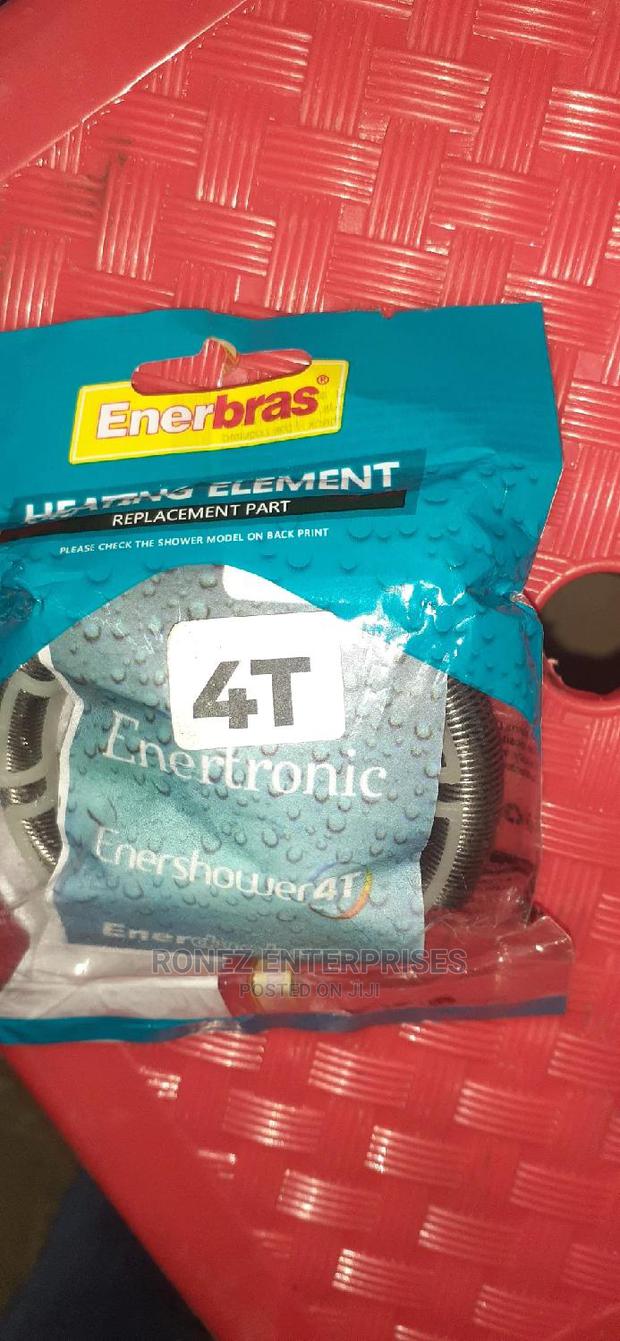 Enerbras®
HEATING ELEMENT
REPLACEMENT PART
PLEASE CHECK THE SHOWER MODEL ON BACK PRINT
4T
Enertronic
Enershower4T
RONEZ ENTERPRISES
POSTED ON JIJI